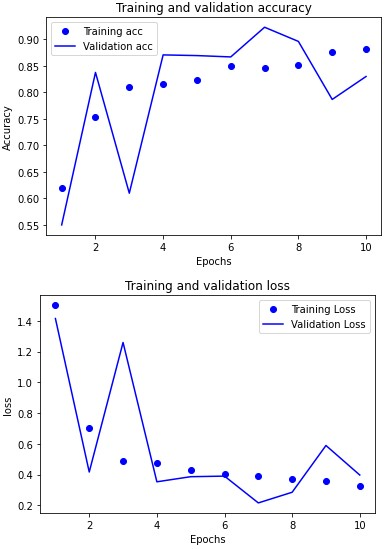 Training and validation accuracy
Training acc
Validation acc
0.90
0.85
0.80
0.75
0.70
0.65
0.60
0.55
Accuracy
2
4
6
8
10
Epochs
Training and validation loss
Training Loss
Validation Loss
1.4
1.2
1.0
0.8
0.6
0.4
0.2
loss
2
4
6
8
10
Epochs